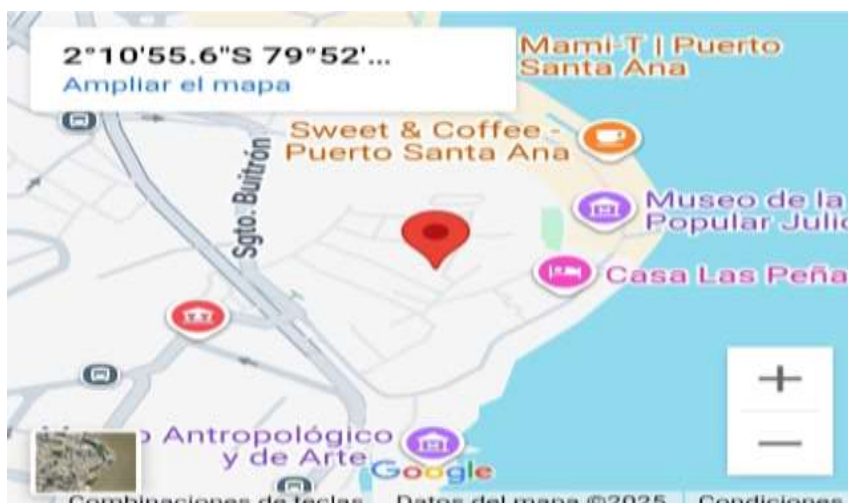 2°10'55.6"S 79°52'...
Ampliar el mapa
Mami-T | Puerto
Santa Ana
Sweet & Coffee -
Puerto Santa Ana
Sgto. Buitrón
Museo de la
Popular Julio
Casa Las Peña
o Antropológico
y de Arte
Google
Combinaciones de teclas
Datos del mapa ©2025
Condiciones